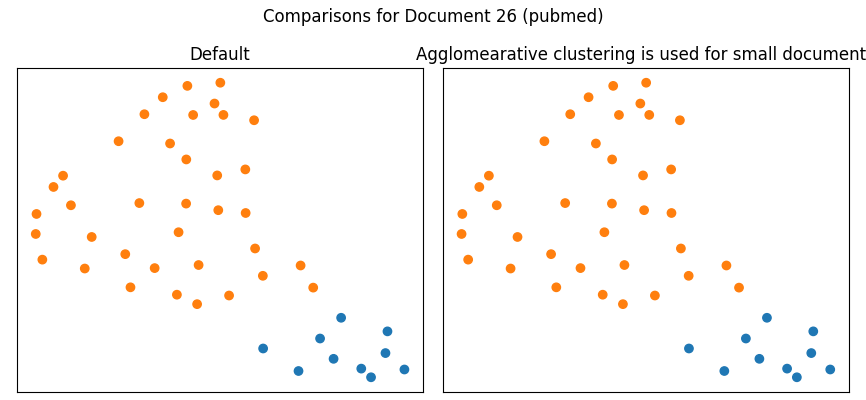 Comparisons for Document 26 (pubmed)
Default
Agglomearative clustering is used for small document